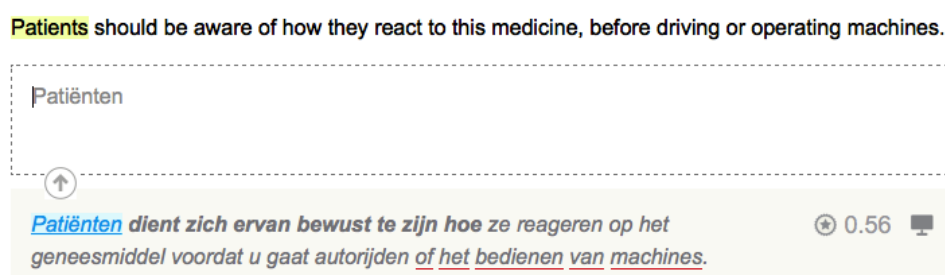 Patients should be aware of how they react to this medicine, before driving or operating machines.
Patiënten
Patiënten dient zich ervan bewust te zijn hoe ze reageren op het
0.56
geneesmiddel voordat u gaat autorijden of het bedienen van machines.